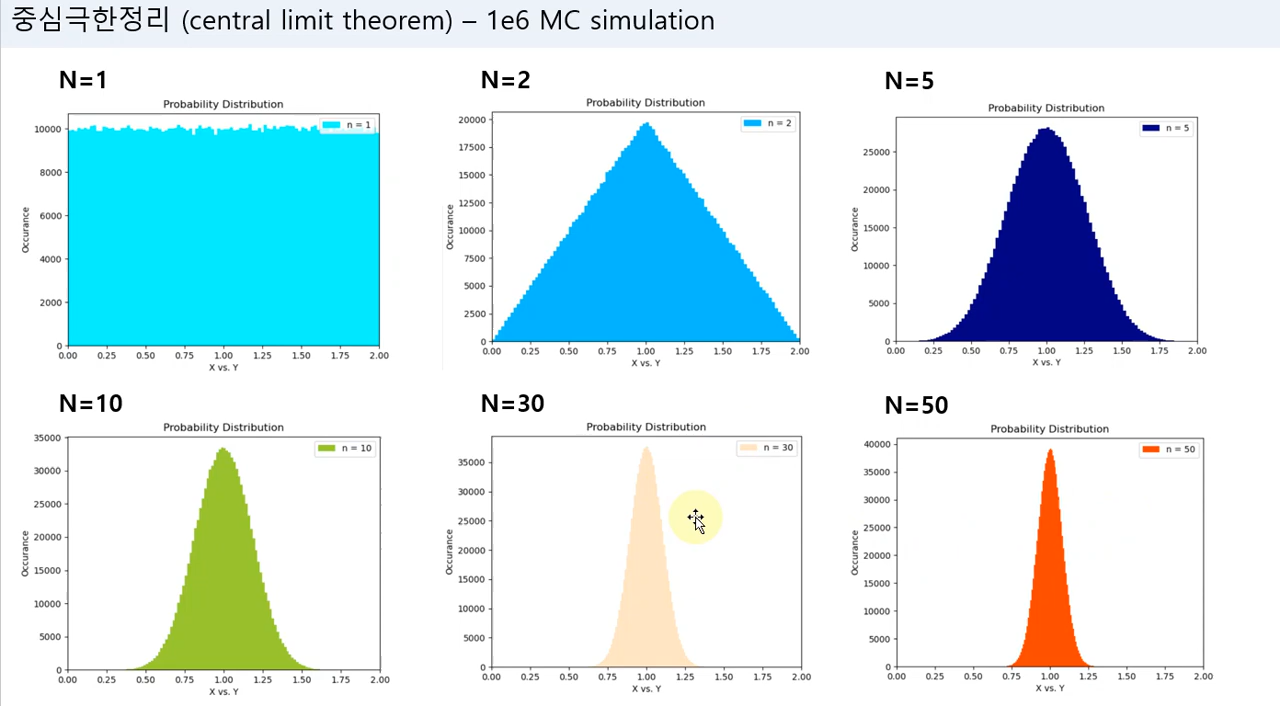 중심극한정리 (central limit theorem) – 1e6 MC simulation
N=1
Probability Distribution
n = 1
10000
8000
6000
4000
2000
0
Occurance
0.00 0.25 0.50 0.75 1.00 1.25 1.50 1.75 2.00
X vs. Y
N=2
Probability Distribution
n = 2
20000
17500
15000
12500
10000
7500
5000
2500
0
Occurance
0.00 0.25 0.50 0.75 1.00 1.25 1.50 1.75 2.00
X vs. Y
N=5
Probability Distribution
n = 5
25000
20000
15000
10000
5000
0
Occurance
0.00 0.25 0.50 0.75 1.00 1.25 1.50 1.75 2.00
X vs. Y
N=10
Probability Distribution
n = 10
35000
30000
25000
20000
15000
10000
5000
0
Occurance
0.00 0.25 0.50 0.75 1.00 1.25 1.50 1.75 2.00
X vs. Y
N=30
Probability Distribution
n = 30
35000
30000
25000
20000
15000
10000
5000
0
Occurance
0.00 0.25 0.50 0.75 1.00 1.25 1.50 1.75 2.00
X vs. Y
N=50
Probability Distribution
n = 50
40000
35000
30000
25000
20000
15000
10000
5000
0
Occurance
0.00 0.25 0.50 0.75 1.00 1.25 1.50 1.75 2.00
X vs. Y